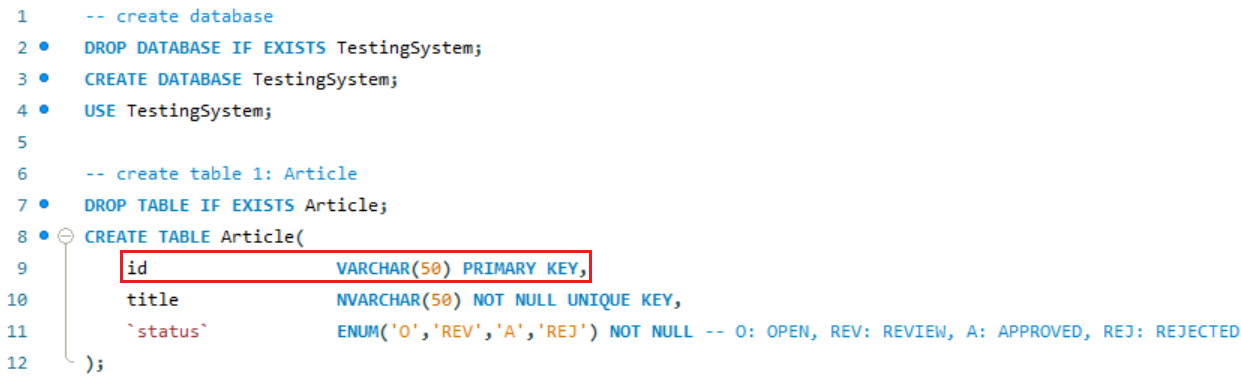 1 -- create database
2 DROP DATABASE IF EXISTS TestingSystem;
3 CREATE DATABASE TestingSystem;
4 USE TestingSystem;
5
6 -- create table 1: Article
7 DROP TABLE IF EXISTS Article;
8 CREATE TABLE Article(
9 id VARCHAR(50) PRIMARY KEY,
10 title NVARCHAR(50) NOT NULL UNIQUE KEY,
11 `status` ENUM('O','REV','A','REJ') NOT NULL -- O: OPEN, REV: REVIEW, A: APPROVED, REJ: REJECTED
12 );